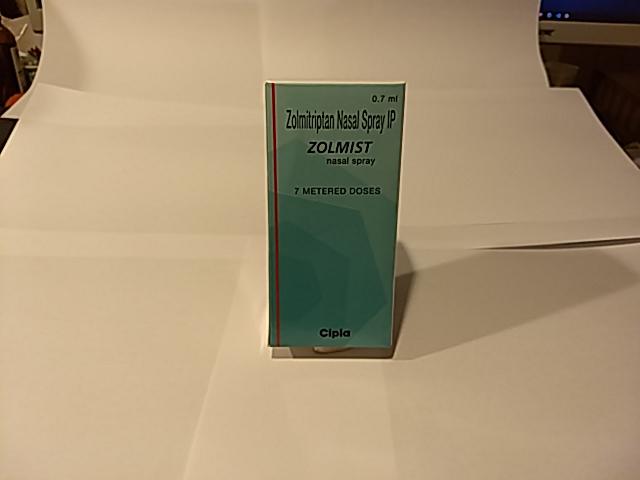 0.7 ml
Zolmitriptan Nasal Spray IP
ZOLMIST
nasal spray
7 METERED DOSES
Cipla